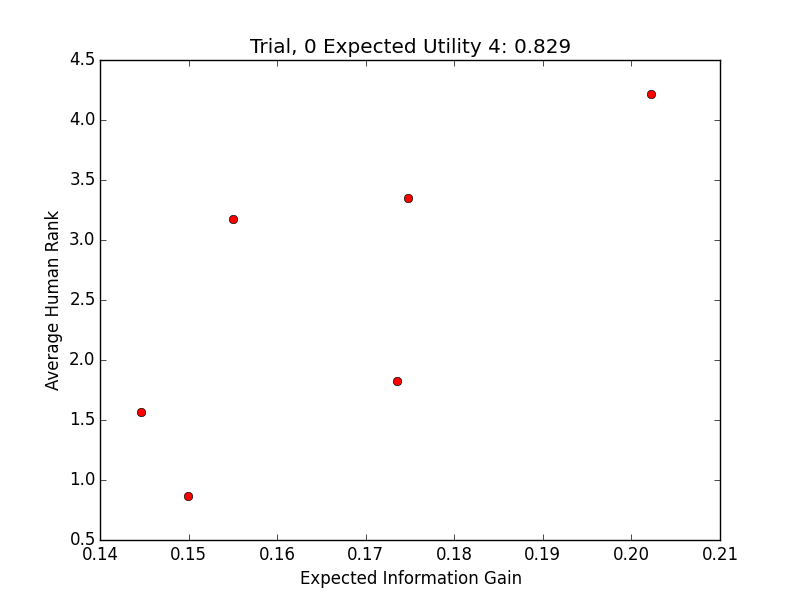 Trial, 0 Expected Utility 4: 0.829
4.5
4.0
3.5
3.0
2.5
2.0
1.5
1.0
0.5
Average Human Rank
0.14 0.15 0.16 0.17 0.18 0.19 0.20 0.21
Expected Information Gain